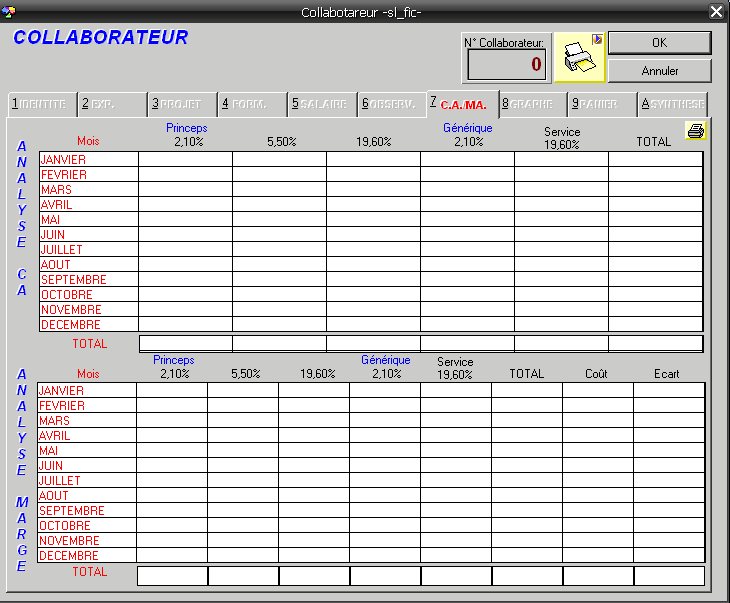 Collabotareur -sl_fic-
COLLABORATEUR
N° Collaborateur:
0
OK
Annuler
1 IDENTITE 2 EXP. 3 PROJET 4 FORM. 5 SALAIRE 6 OBSERV. 7 C.A./MA. 8 GRAPHE 9 PANIER A SYNTHESE
ANALYSE CA
Princeps Générique Service
Mois 2,10% 5,50% 19,60% 2,10% 19.60% TOTAL
JANVIER
FEVRIER
MARS
AVRIL
MAI
JUIN
JUILLET
AOUT
SEPTEMBRE
OCTOBRE
NOVEMBRE
DECEMBRE
TOTAL
ANALYSE MARGE
Princeps Générique Service
Mois 2,10% 5,50% 19,60% 2,10% 19,60% TOTAL Coût Ecart
JANVIER
FEVRIER
MARS
AVRIL
MAI
JUIN
JUILLET
AOUT
SEPTEMBRE
OCTOBRE
NOVEMBRE
DECEMBRE
TOTAL